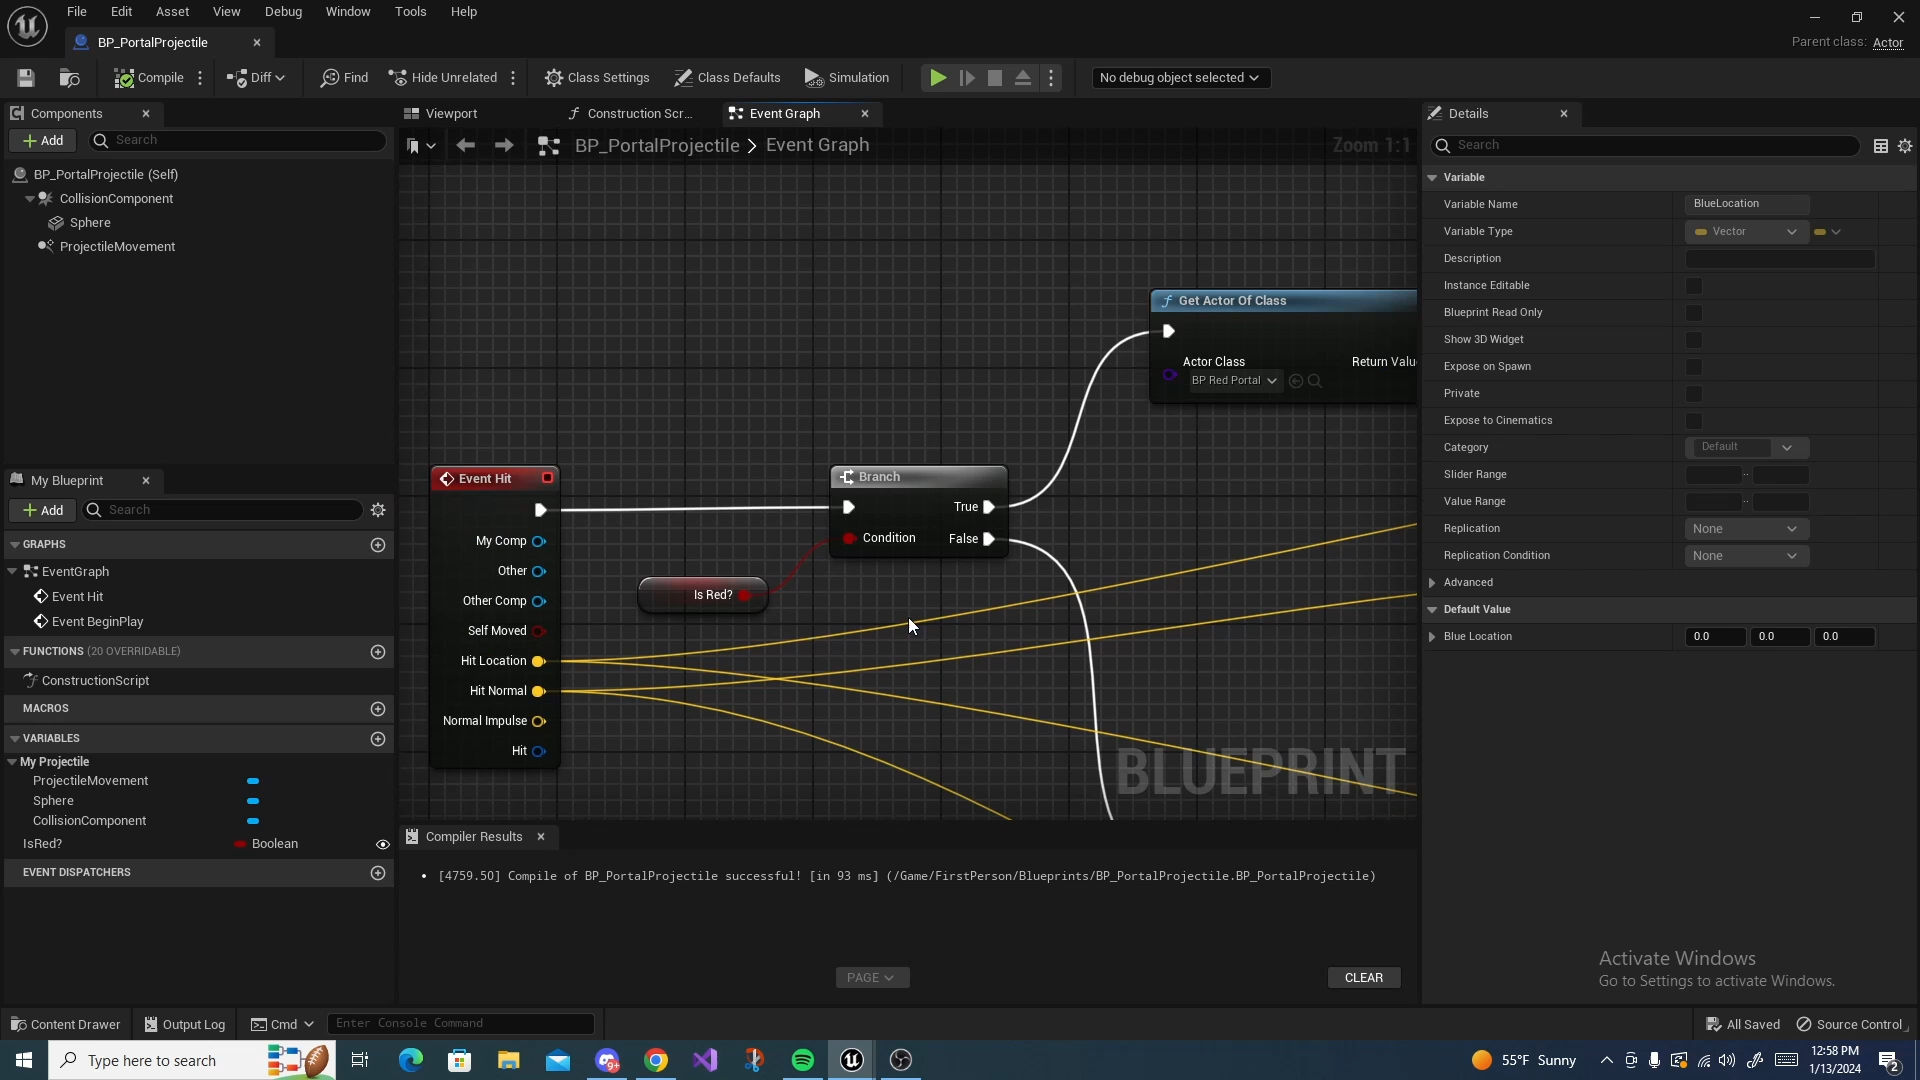 File Edit Asset View Debug Window Tools Help
BP_PortalProjectile
Parent class: Actor
Compile Diff Find Hide Unrelated Class Settings Class Defaults Simulation No debug object selected
Components
Add Search
BP_PortalProjectile (Self)
CollisionComponent
Sphere
ProjectileMovement
My Blueprint
Add Search
GRAPHS
EventGraph
Event Hit
Event BeginPlay
FUNCTIONS (20 OVERRIDABLE)
ConstructionScript
MACROS
VARIABLES
My Projectile
ProjectileMovement
Sphere
CollisionComponent
IsRed? Boolean
EVENT DISPATCHERS
Viewport Construction Scr... Event Graph
BP_PortalProjectile > Event Graph Zoom 1:1
Get Actor Of Class
Actor Class Return Valu
BP Red Portal
Event Hit
My Comp
Other
Other Comp
Self Moved
Hit Location
Hit Normal
Normal Impulse
Hit
Branch
True
Condition False
Is Red?
BLUEPRINT
Compiler Results
[4759.50] Compile of BP_PortalProjectile successful! [in 93 ms] (/Game/FirstPerson/Blueprints/BP_PortalProjectile.BP_PortalProjectile)
PAGE CLEAR
Details
Search
Variable
Variable Name BlueLocation
Variable Type Vector
Description
Instance Editable
Blueprint Read Only
Show 3D Widget
Expose on Spawn
Private
Expose to Cinematics
Category Default
Slider Range ..
Value Range ..
Replication None
Replication Condition None
Advanced
Default Value
Blue Location 0.0 0.0 0.0
Activate Windows
Go to Settings to activate Windows.
Content Drawer Output Log Cmd Enter Console Command All Saved Source Control
Type here to search 9+ 55°F Sunny 12:58 PM
1/13/2024 2